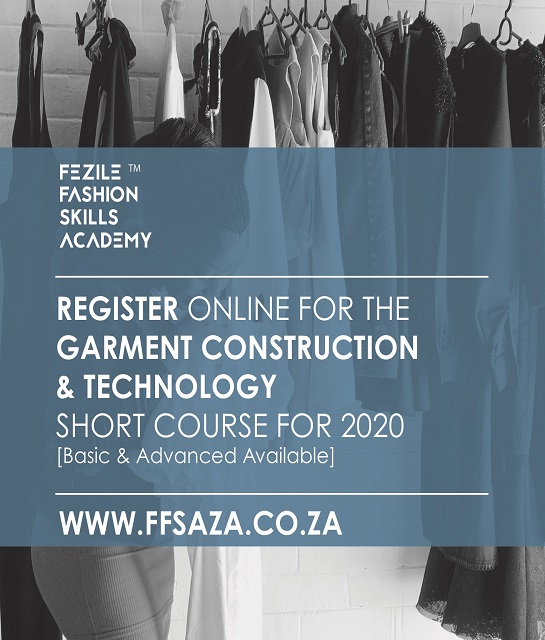 FEZILE ™
FASHION
SKILLS
ACADEMY
REGISTER ONLINE FOR THE
GARMENT CONSTRUCTION
& TECHNOLOGY
SHORT COURSE FOR 2020
[Basic & Advanced Available]
WWW.FFSAZA.CO.ZA